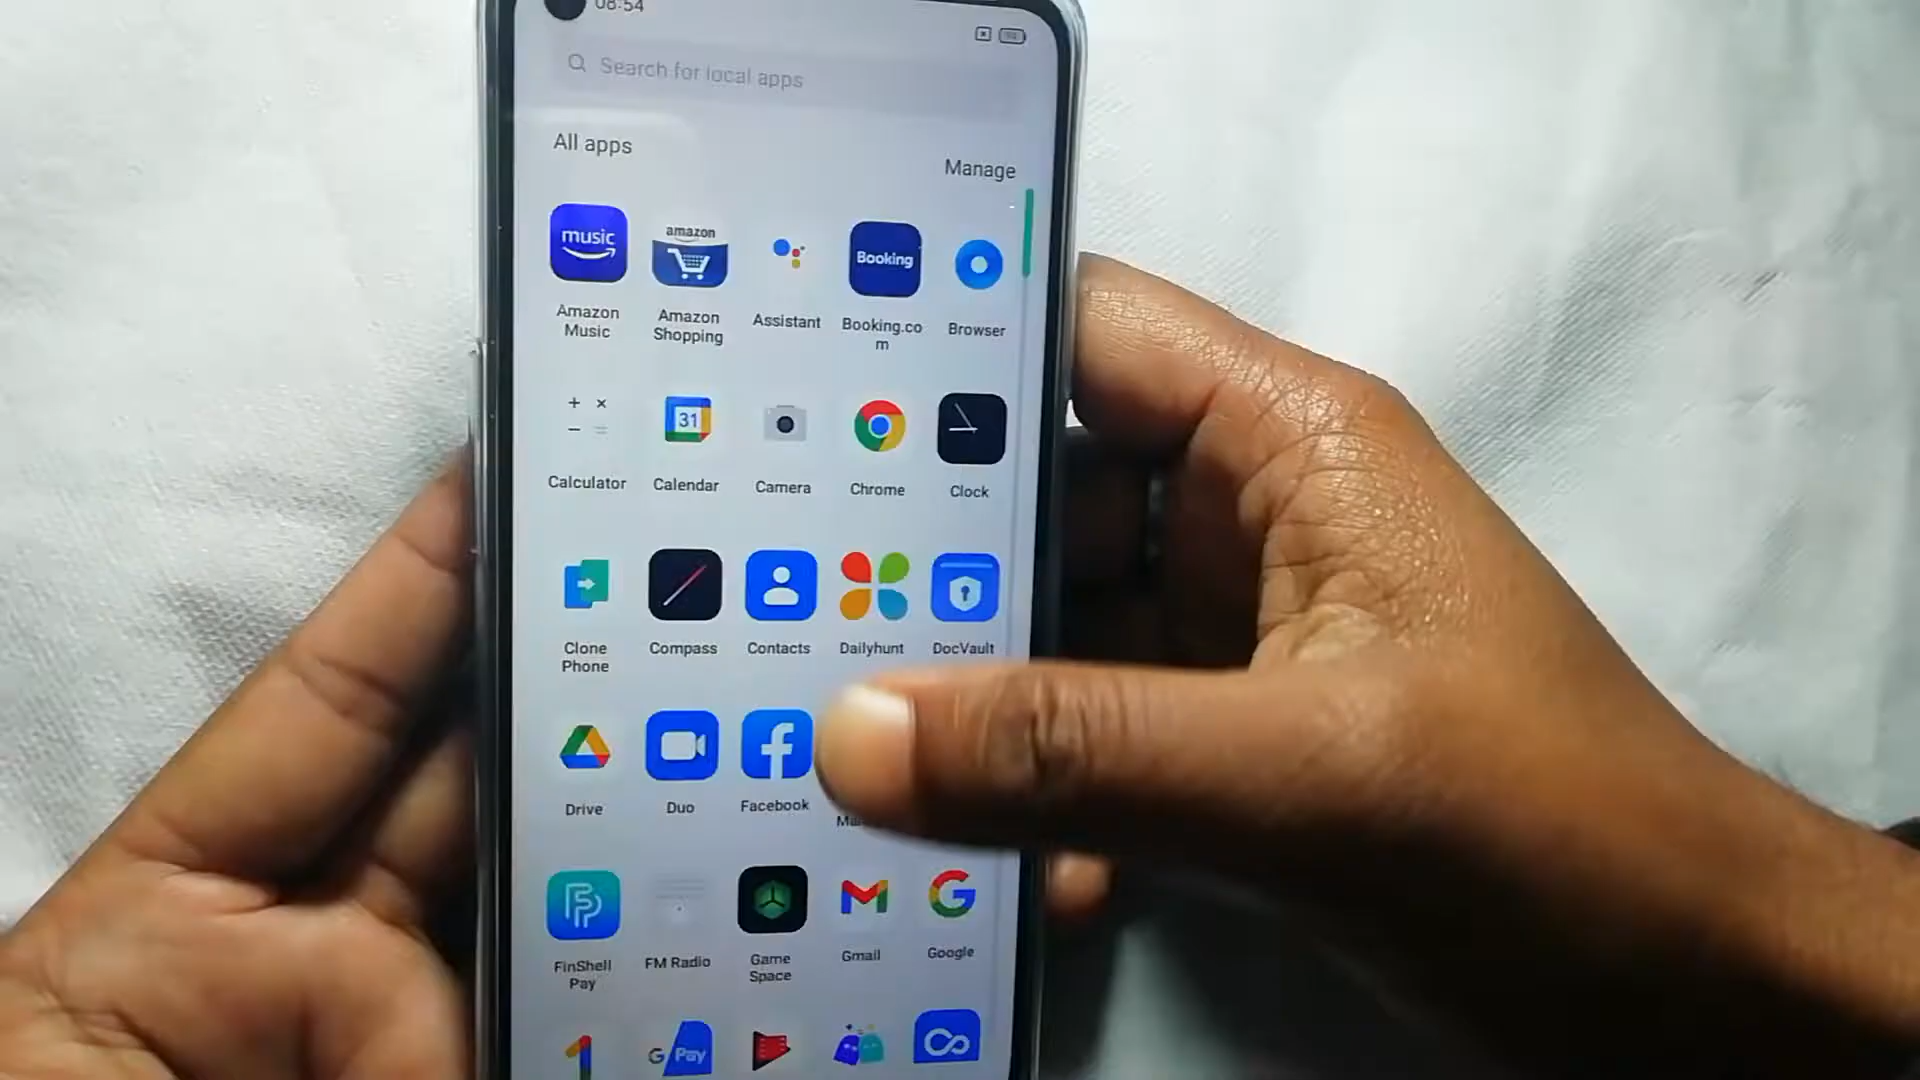 08:54
Search for local apps
All apps
Manage
music
amazon
Booking
Amazon
Music
Amazon
Shopping
Assistant
Booking.co
m
Browser
31
Calculator
Calendar
Camera
Chrome
Clock
Clone
Phone
Compass
Contacts
Dailyhunt
DocVault
Drive
Duo
Facebook
FinShell
Pay
FM Radio
Game
Space
Gmail
Google
G Pay